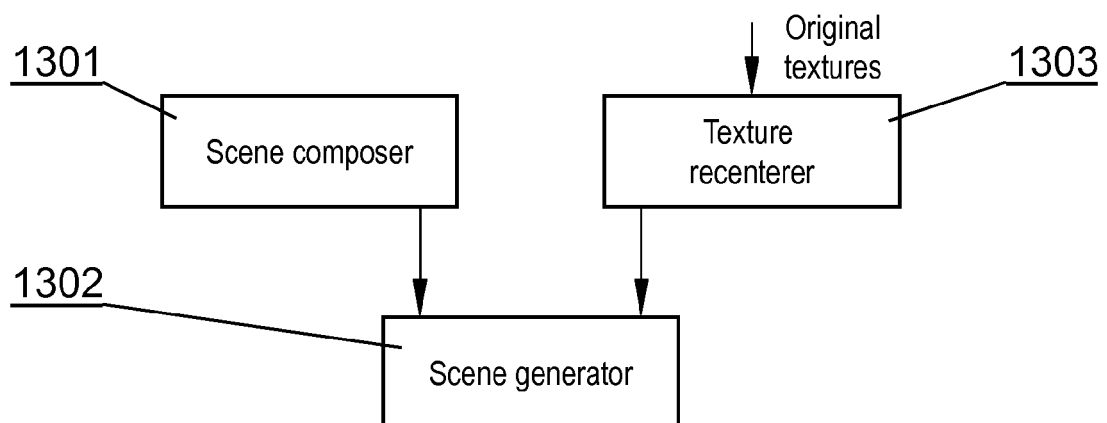 Original
textures
1301
1303
Scene composer
Texture
recenterer
1302
Scene generator